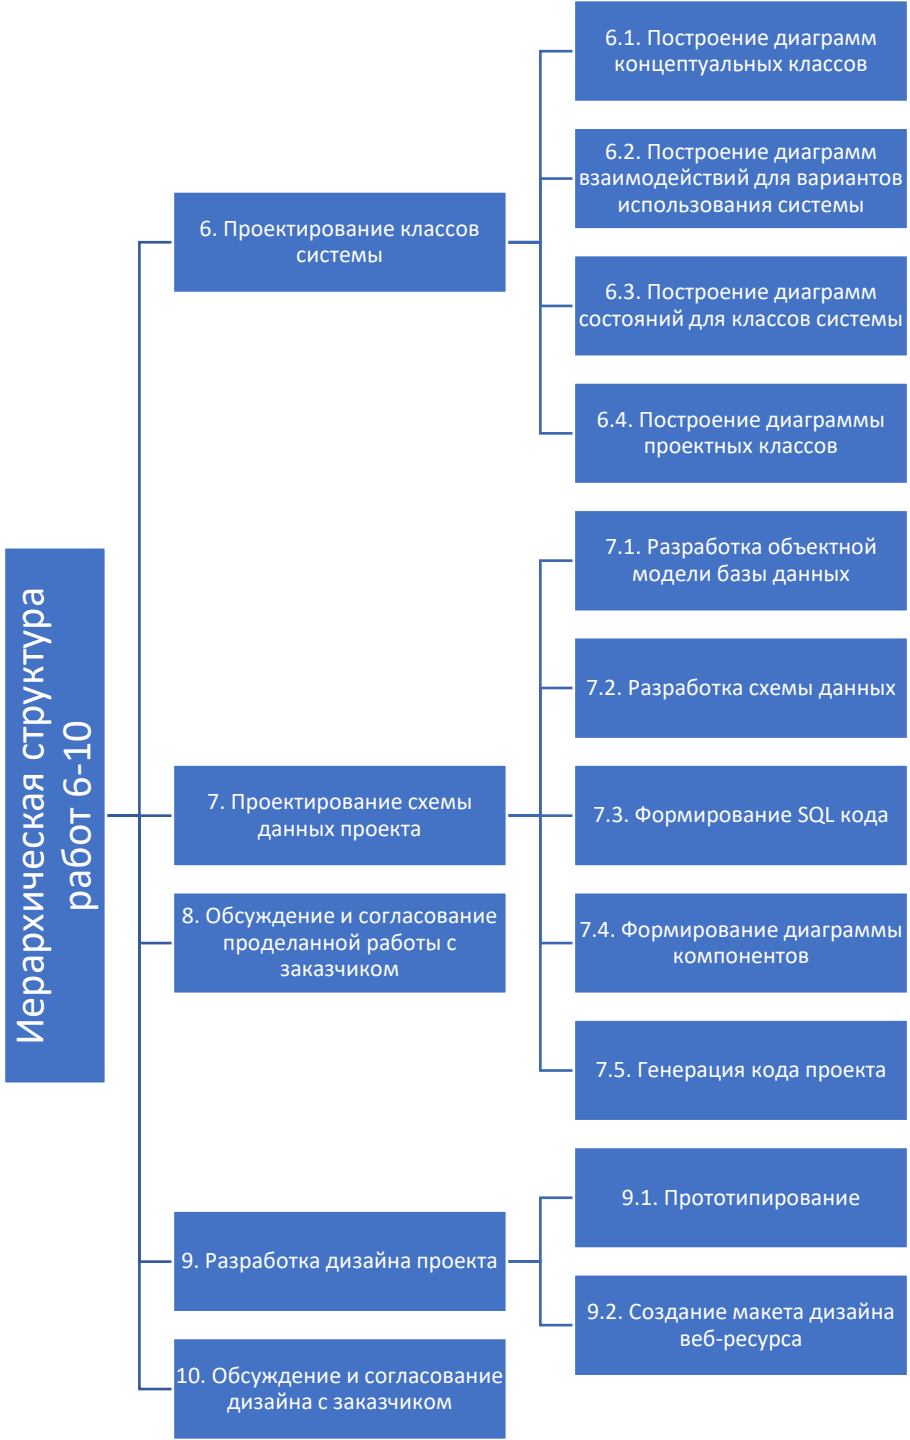 Иерархическая структура
работ 6-10
6. Проектирование классов
системы
6.1. Построение диаграмм
концептуальных классов
6.2. Построение диаграмм
взаимодействий для вариантов
использования системы
6.3. Построение диаграмм
состояний для классов системы
6.4. Построение диаграммы
проектных классов
7. Проектирование схемы
данных проекта
7.1. Разработка объектной
модели базы данных
7.2. Разработка схемы данных
7.3. Формирование SQL кода
7.4. Формирование диаграммы
компонентов
7.5. Генерация кода проекта
8. Обсуждение и согласование
проделанной работы с
заказчиком
9. Разработка дизайна проекта
9.1. Прототипирование
9.2. Создание макета дизайна
веб-ресурса
10. Обсуждение и согласование
дизайна с заказчиком